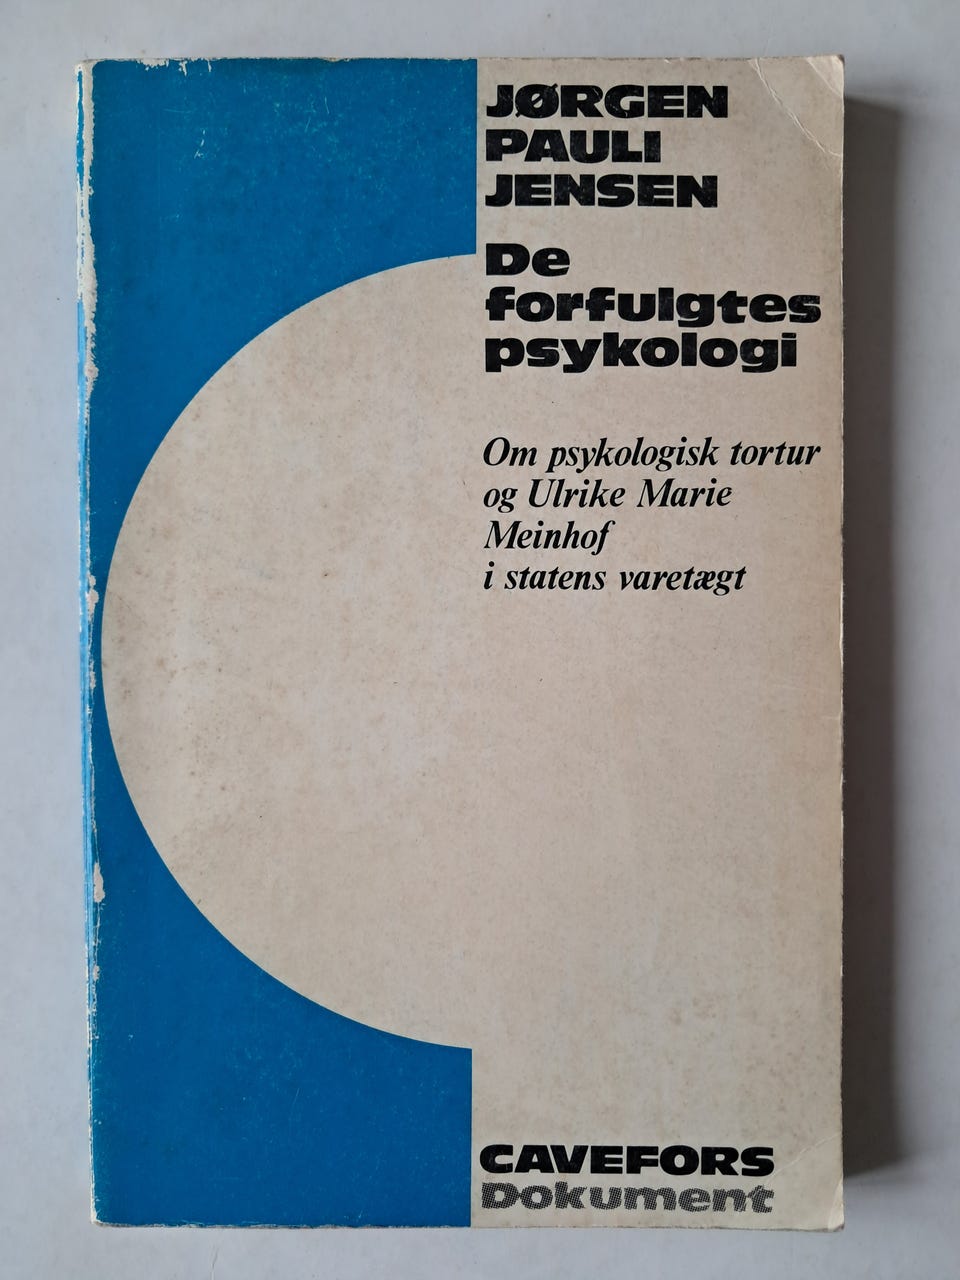 JØRGEN
PAULI
JENSEN
De
forfulgtes
psykologi
Om psykologisk tortur
og Ulrike Marie
Meinhof
i statens varetægt
CAVEFORS
Dokument